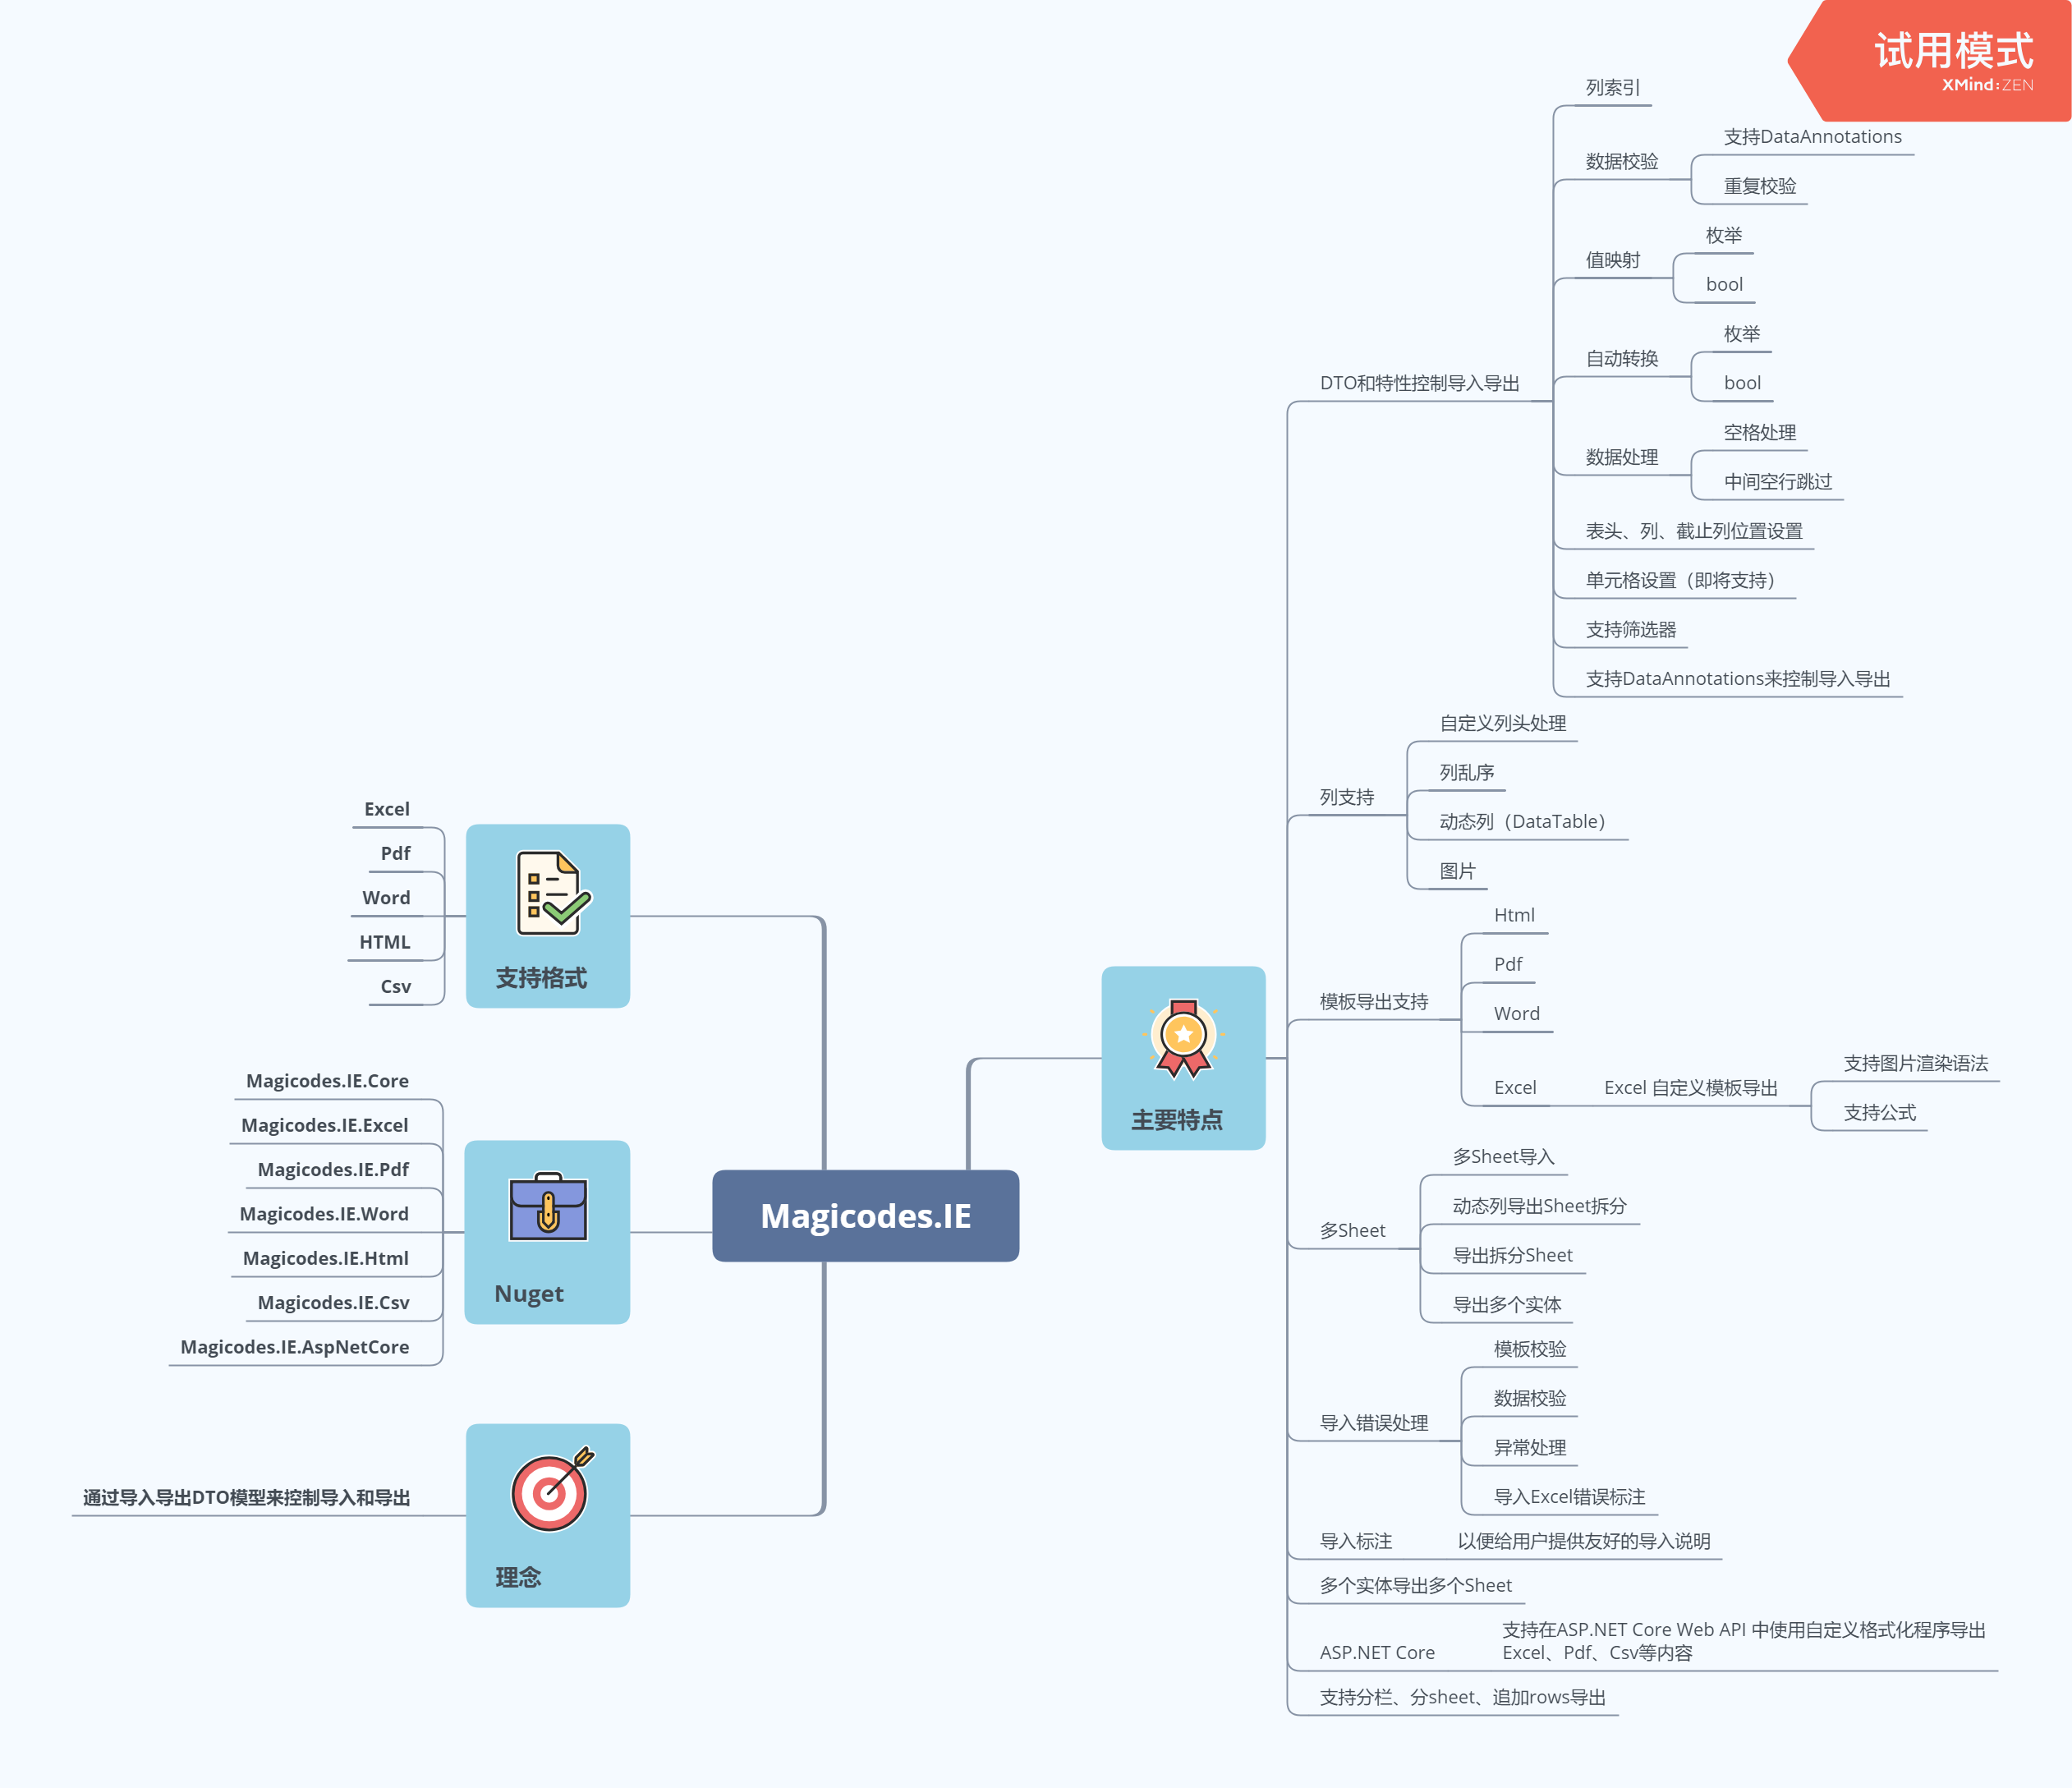 试用模式
XMind:ZEN
Magicodes.IE
支持格式
Excel
Pdf
Word
HTML
Csv
Nuget
Magicodes.IE.Core
Magicodes.IE.Excel
Magicodes.IE.Pdf
Magicodes.IE.Word
Magicodes.IE.Html
Magicodes.IE.Csv
Magicodes.IE.AspNetCore
理念
通过导入导出DTO模型来控制导入和导出
主要特点
DTO和特性控制导入导出
列索引
数据校验
支持DataAnnotations
重复校验
值映射
枚举
bool
自动转换
枚举
bool
数据处理
空格处理
中间空行跳过
表头、列、截止列位置设置
单元格设置（即将支持）
支持筛选器
支持DataAnnotations来控制导入导出
列支持
自定义列头处理
列乱序
动态列（DataTable）
图片
模板导出支持
Html
Pdf
Word
Excel
Excel 自定义模板导出
支持图片渲染语法
支持公式
多Sheet
多Sheet导入
动态列导出Sheet拆分
导出拆分Sheet
导出多个实体
导入错误处理
模板校验
数据校验
异常处理
导入Excel错误标注
导入标注
以便给用户提供友好的导入说明
多个实体导出多个Sheet
ASP.NET Core
支持在ASP.NET Core Web API 中使用自定义格式化程序导出
Excel、Pdf、Csv等内容
支持分栏、分sheet、追加rows导出